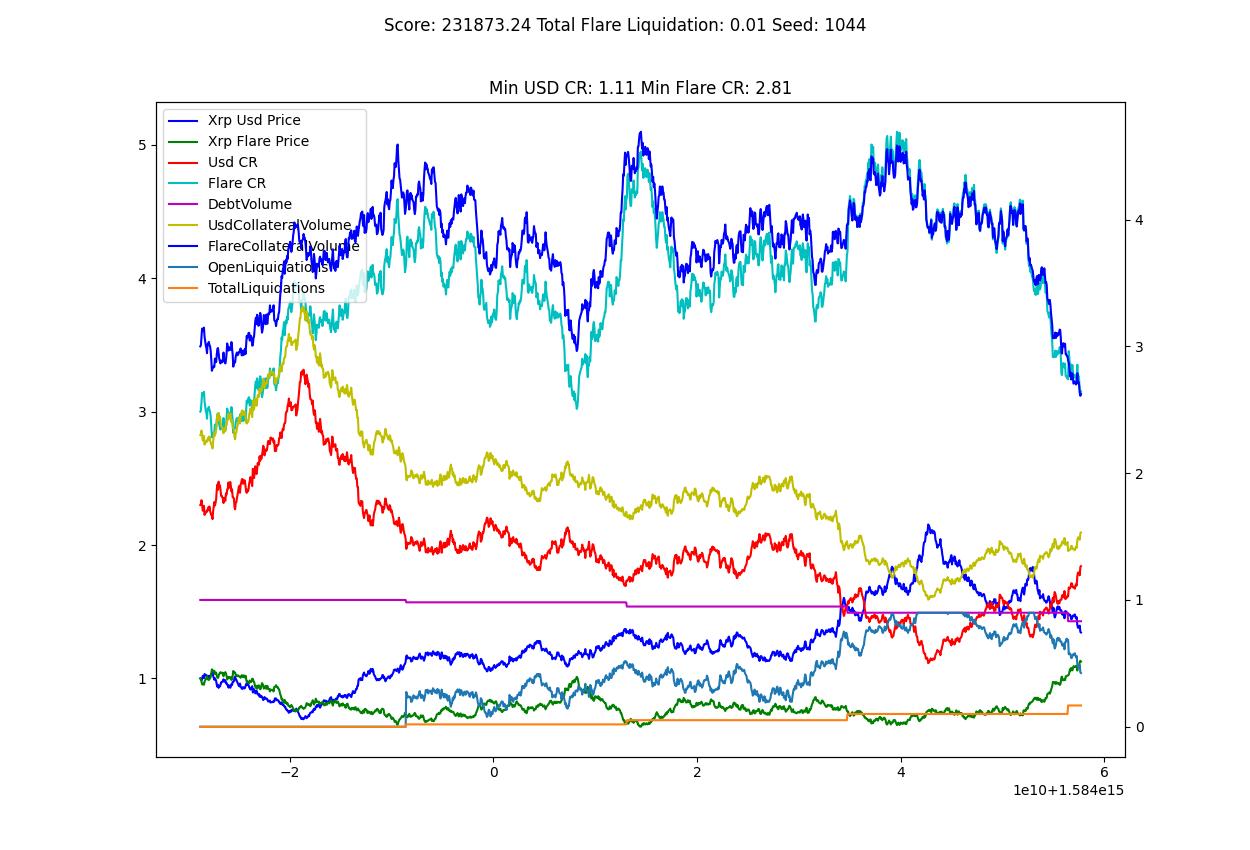 Score: 231873.24 Total Flare Liquidation: 0.01 Seed: 1044
Min USD CR: 1.11 Min Flare CR: 2.81
Xrp Usd Price
Xrp Flare Price
Usd CR
Flare CR
DebtVolume
UsdCollateralVolume
FlareCollateralVolume
OpenLiquidations
TotalLiquidations
5
4
3
2
1
4
3
2
1
0
−2
0
2
4
6
1e10+1.584e15